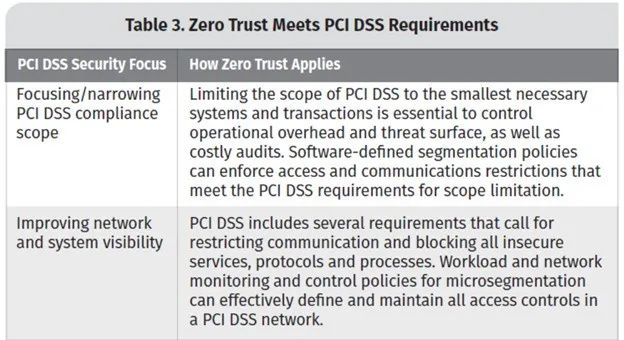 Table 3. Zero Trust Meets PCI DSS Requirements
PCI DSS Security Focus
How Zero Trust Applies
Focusing/narrowing
PCI DSS compliance
scope
Limiting the scope of PCI DSS to the smallest necessary
systems and transactions is essential to control
operational overhead and threat surface, as well as
costly audits. Software-defined segmentation policies
can enforce access and communications restrictions that
meet the PCI DSS requirements for scope limitation.
Improving network
and system visibility
PCI DSS includes several requirements that call for
restricting communication and blocking all insecure
services, protocols and processes. Workload and network
monitoring and control policies for microsegmentation
can effectively define and maintain all access controls in
a PCI DSS network.